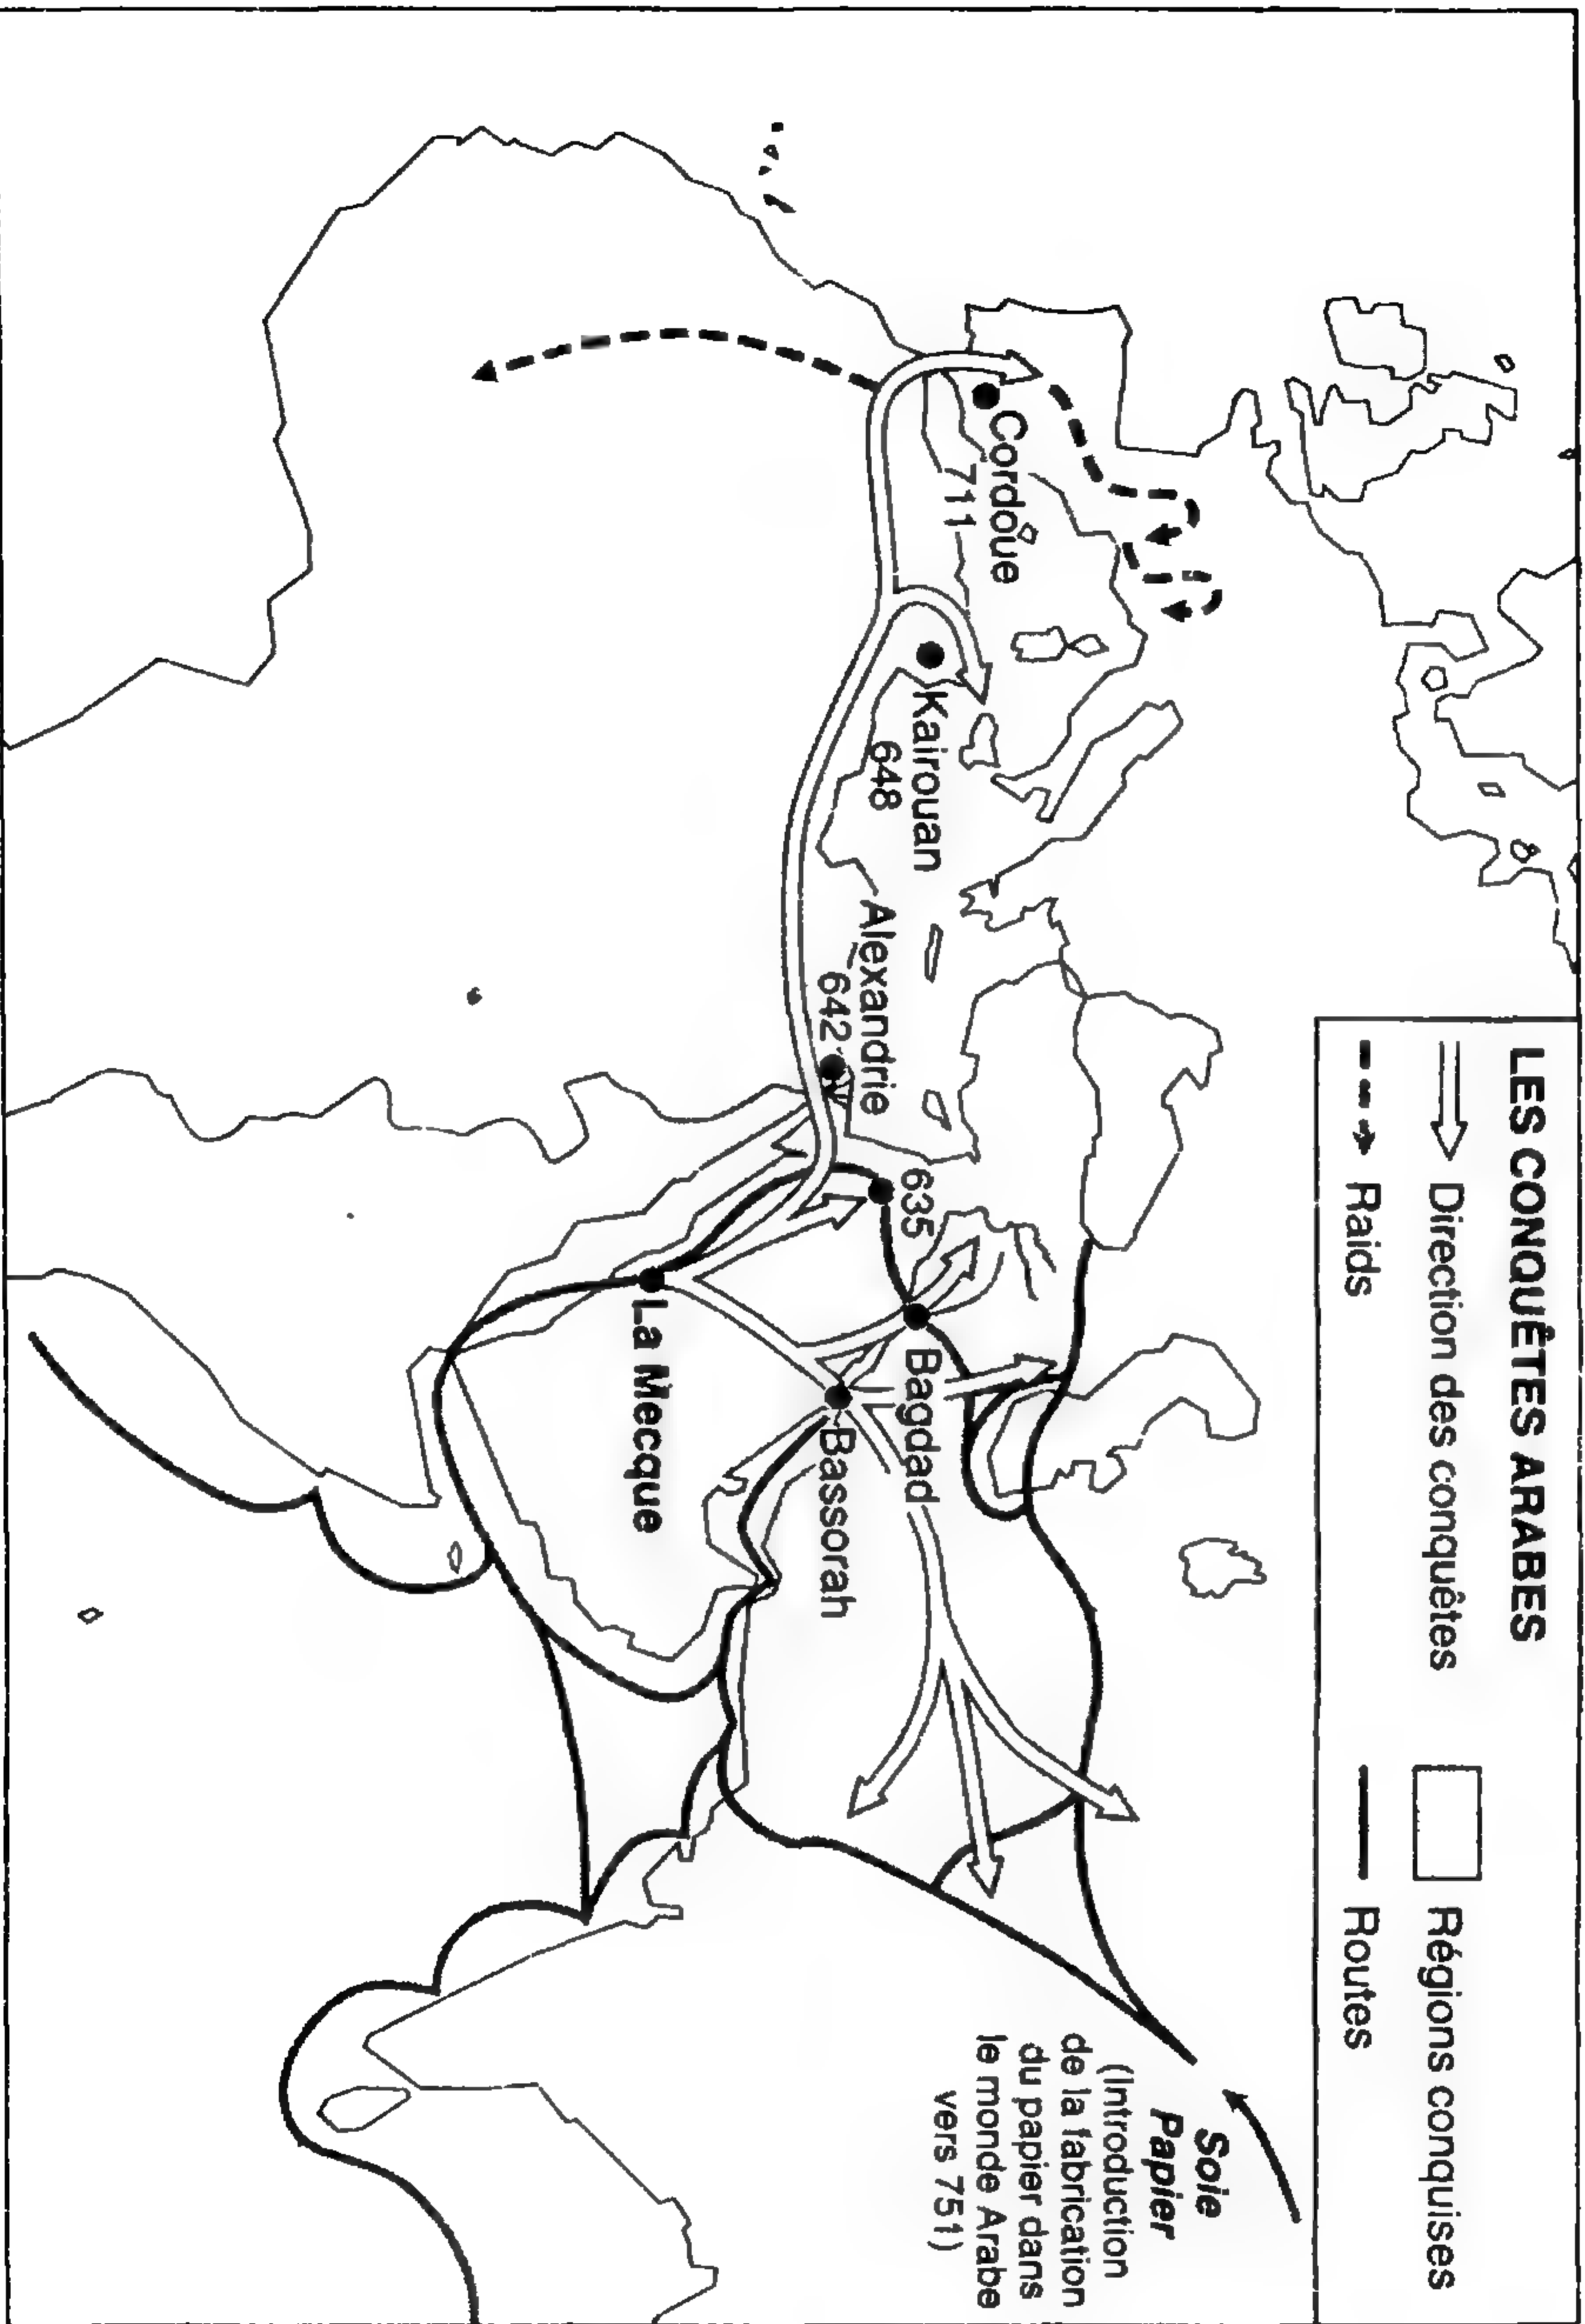 LES CONQUÊTES ARABES
Direction des conquêtes
Régions conquises
Raids
Routes
Soie
Papier
(Introduction
de la fabrication
du papier dans
le monde Arabe
vers 751)
Cordoue
711
Kairouan
648
Alexandrie
642
635
Bagdad
Bassorah
La Mecque